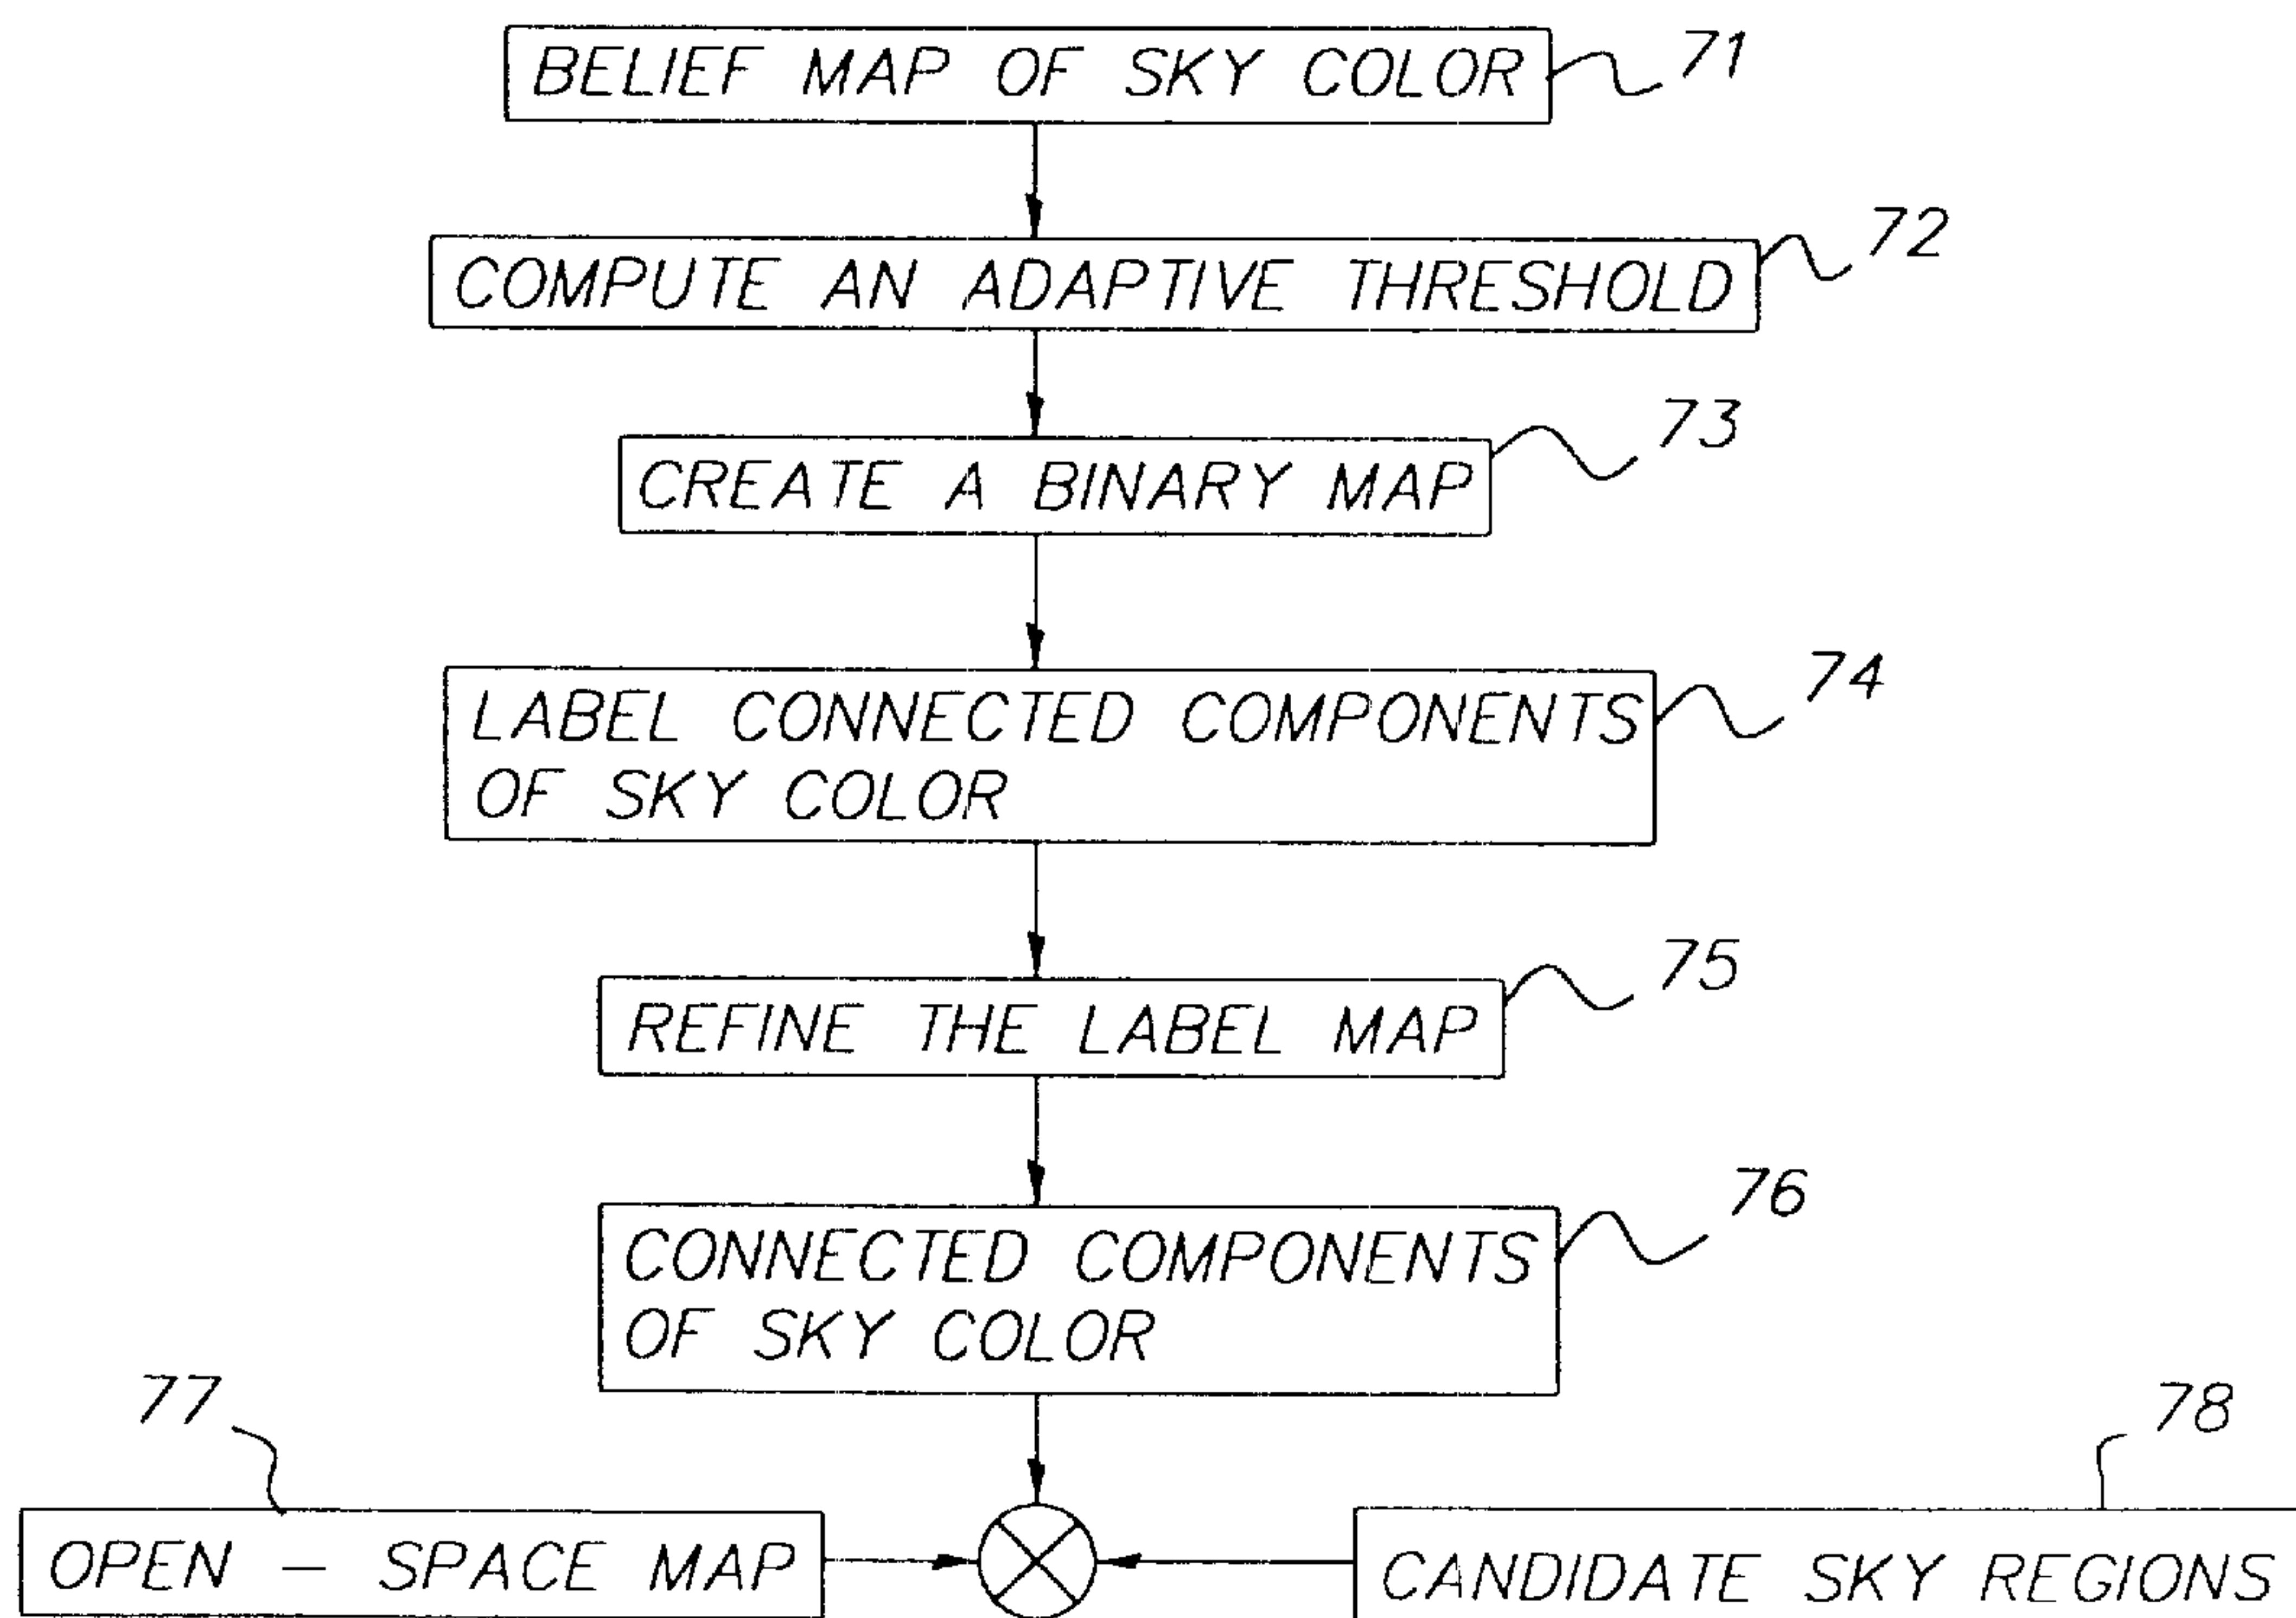 BELIEF MAP OF SKY COLOR
71
COMPUTE AN ADAPTIVE THRESHOLD
72
CREATE A BINARY MAP
73
LABEL CONNECTED COMPONENTS
OF SKY COLOR
74
REFINE THE LABEL MAP
75
CONNECTED COMPONENTS
OF SKY COLOR
76
77
OPEN – SPACE MAP
78
CANDIDATE SKY REGIONS